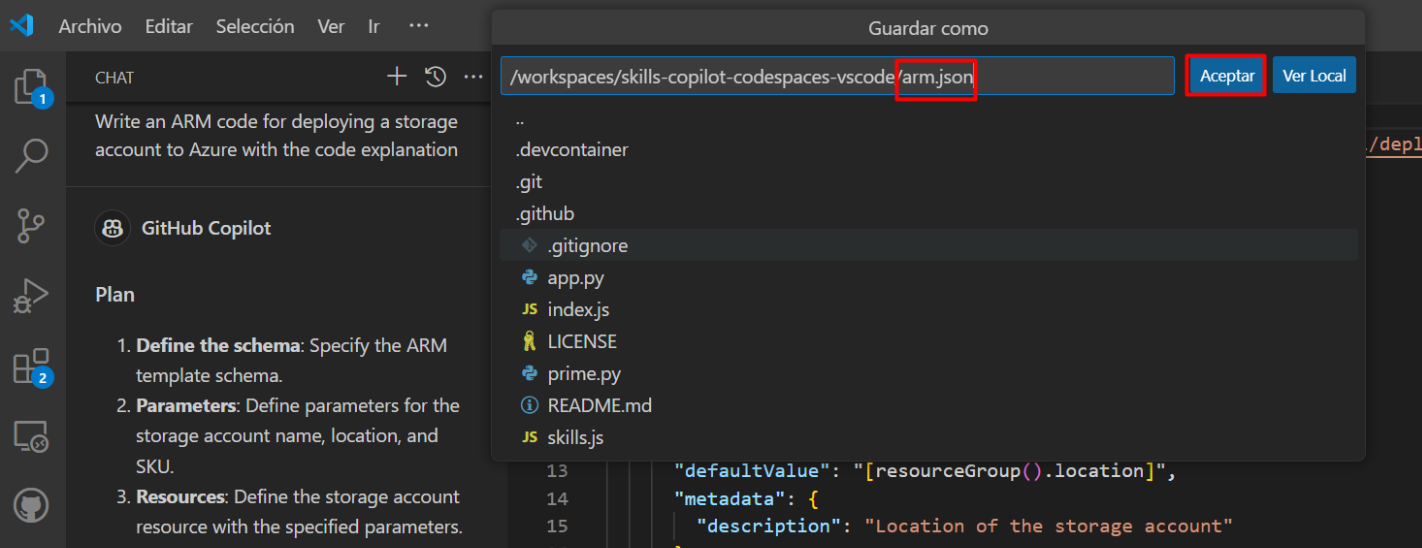 Archivo Editar Selección Ver Ir ···
Guardar como
/workspaces/skills-copilot-codespaces-vscode/arm.json
Aceptar
Ver Local
..
.devcontainer
.git
.github
.gitignore
app.py
JS index.js
LICENSE
prime.py
README.md
JS skills.js
1
2
CHAT
Write an ARM code for deploying a storage
account to Azure with the code explanation
GitHub Copilot
Plan
1. Define the schema: Specify the ARM
template schema.
2. Parameters: Define parameters for the
storage account name, location, and
SKU.
3. Resources: Define the storage account
resource with the specified parameters.
/depl
13 "defaultValue": "[resourceGroup().location]",
14 "metadata": {
15 "description": "Location of the storage account"